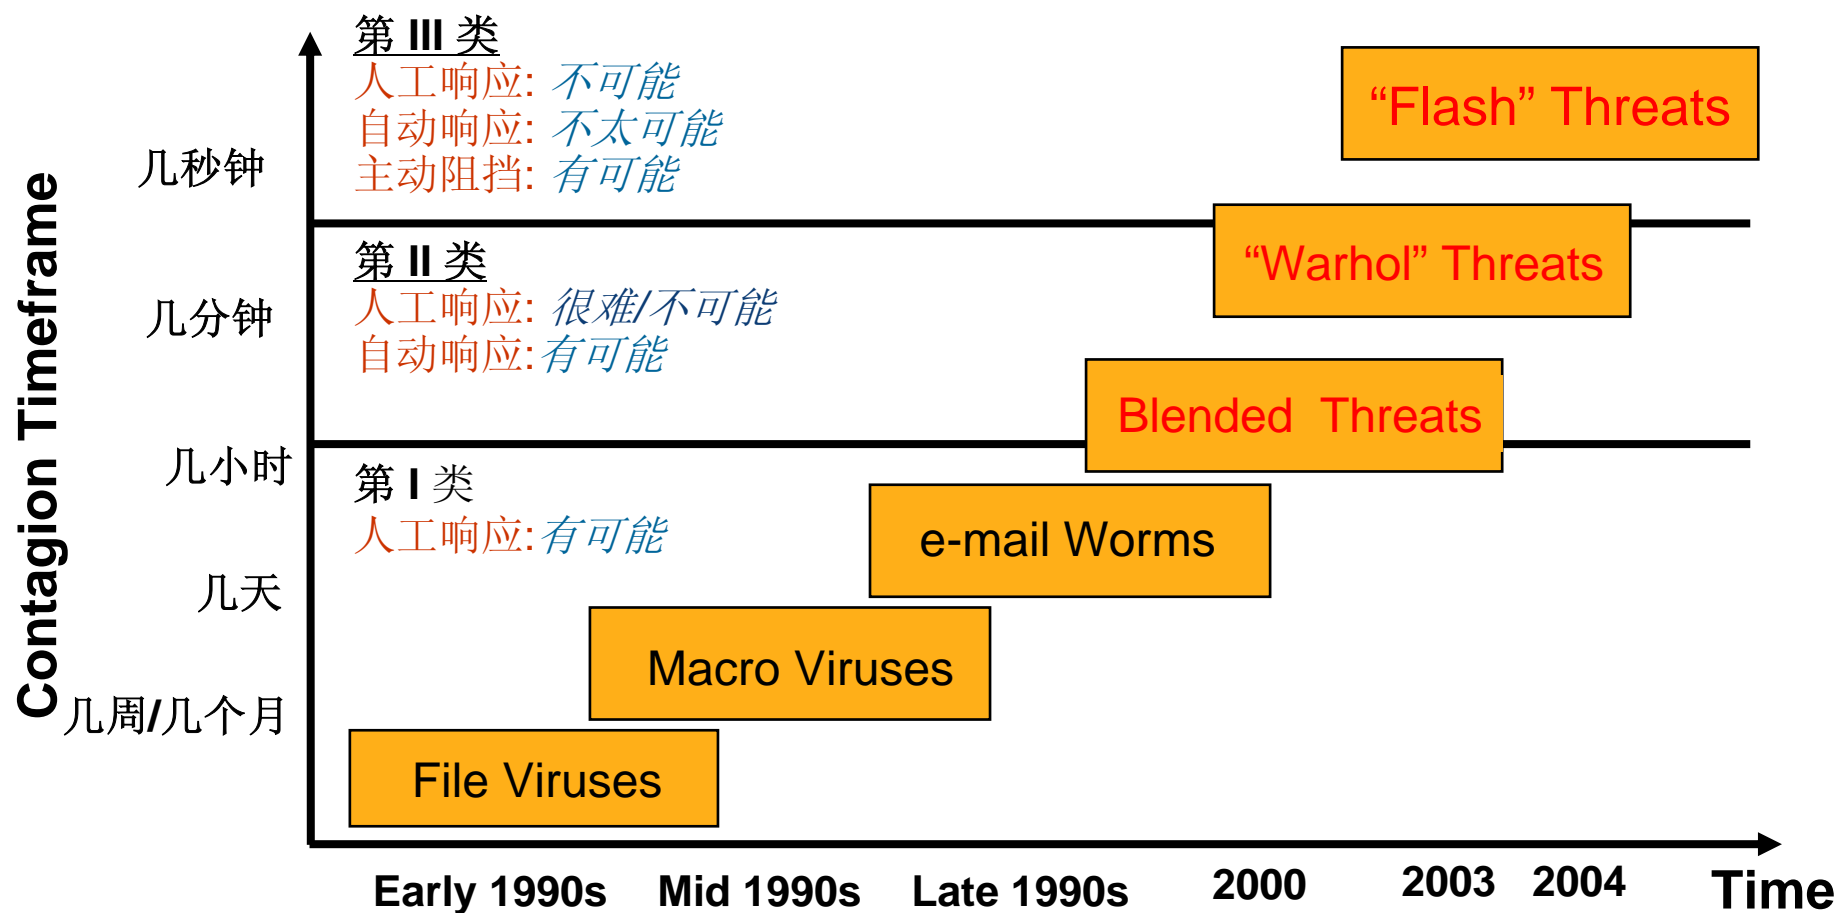 第 III 类
人工响应: 不可能
自动响应: 不太可能
主动阻挡: 有可能
“Flash” Threats
几秒钟
“Warhol” Threats
第 II 类
人工响应: 很难/不可能
自动响应:有可能
几分钟
Blended  Threats
几小时
第 I 类
人工响应:有可能
e-mail Worms
几天
Macro Viruses
几周/几个月
File Viruses
Contagion Timeframe
Early 1990s Mid 1990s Late 1990s 2000 2003 2004 Time